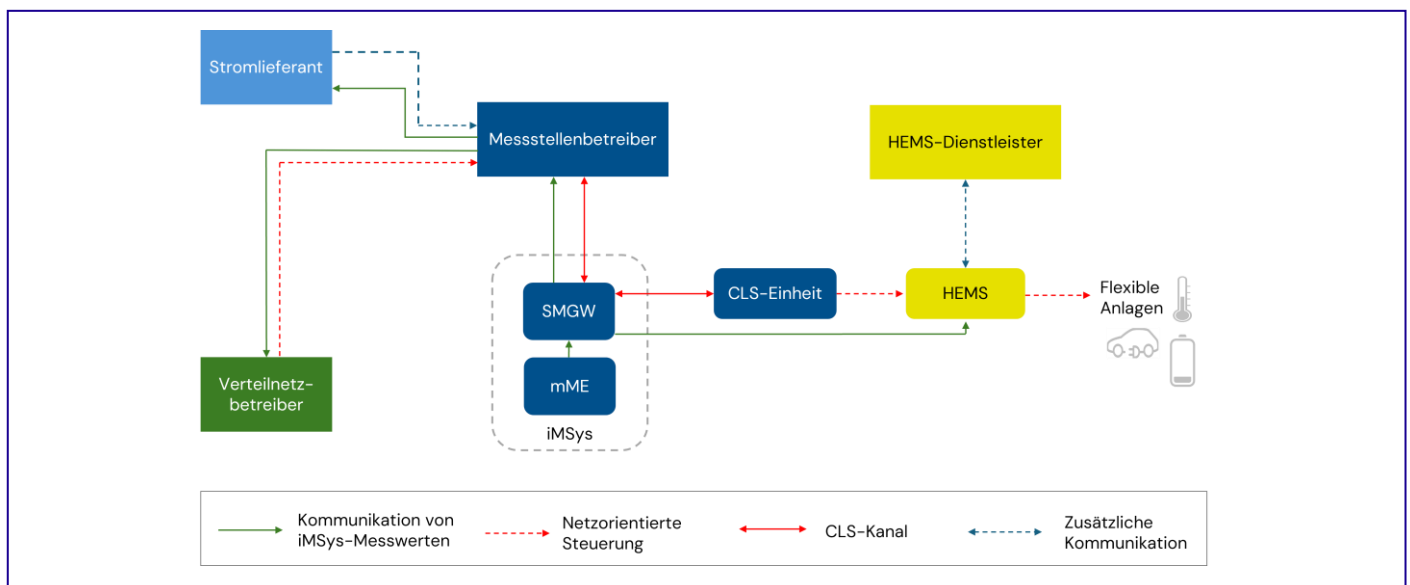 Stromlieferant
Messstellenbetreiber
HEMS-Dienstleister
SMGW
CLS-Einheit
HEMS
Flexible
Anlagen
mME
iMSys
Verteilnetz-
betreiber
Kommunikation von
iMSys-Messwerten
Netzorientierte
Steuerung
CLS-Kanal
Zusätzliche
Kommunikation